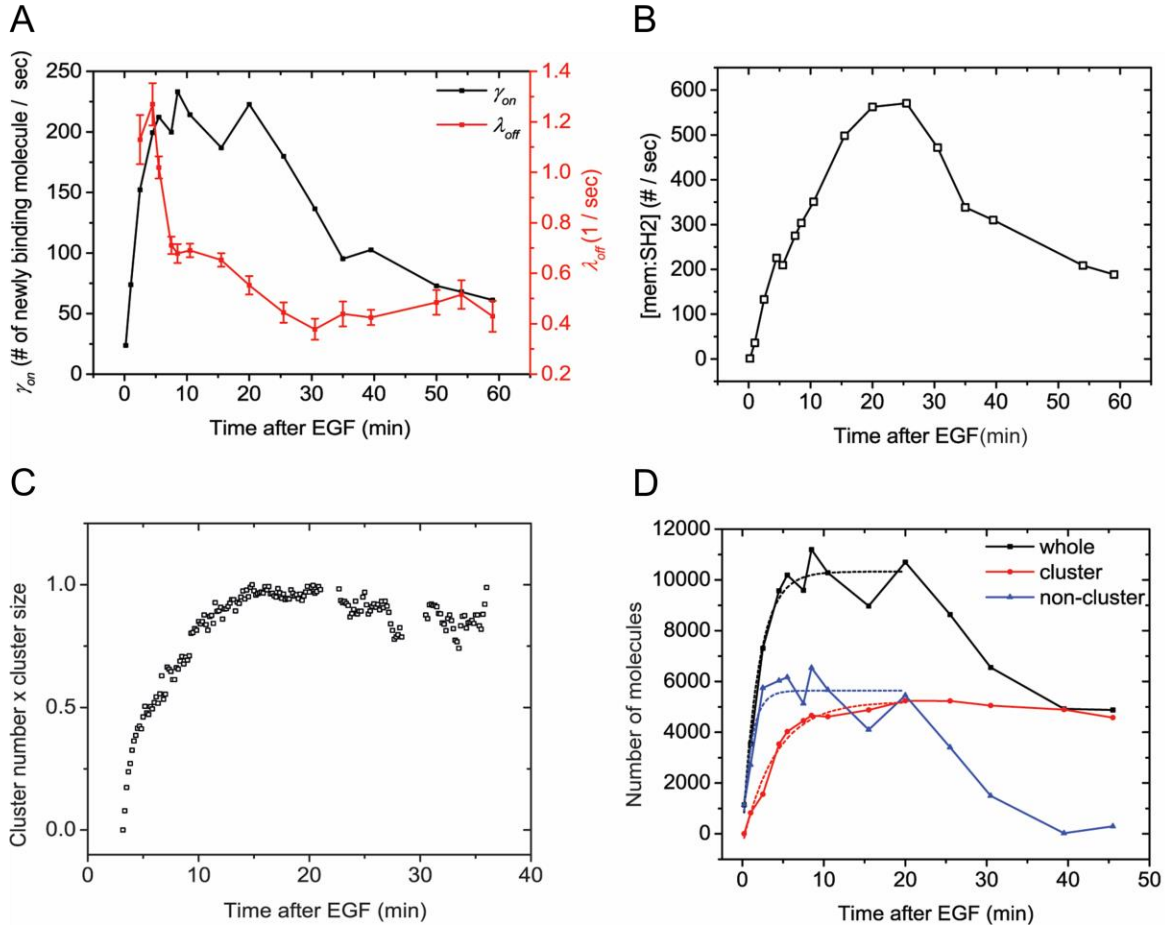 A
250
200
150
100
50
0
γon (# of newly binding molecule / sec)
0 10 20 30 40 50 60
Time after EGF (min)
1.4
1.2
1.0
0.8
0.6
0.4
0.2
λoff (1 / sec)
γon
λoff
B
600
500
400
300
200
100
0
[mem:SH2] (# / sec)
0 10 20 30 40 50 60
Time after EGF(min)
C
1.0
0.5
0.0
Cluster number x cluster size
0 10 20 30 40
Time after EGF (min)
D
12000
10000
8000
6000
4000
2000
0
Number of molecules
0 10 20 30 40 50
Time after EGF (min)
whole
cluster
non-cluster